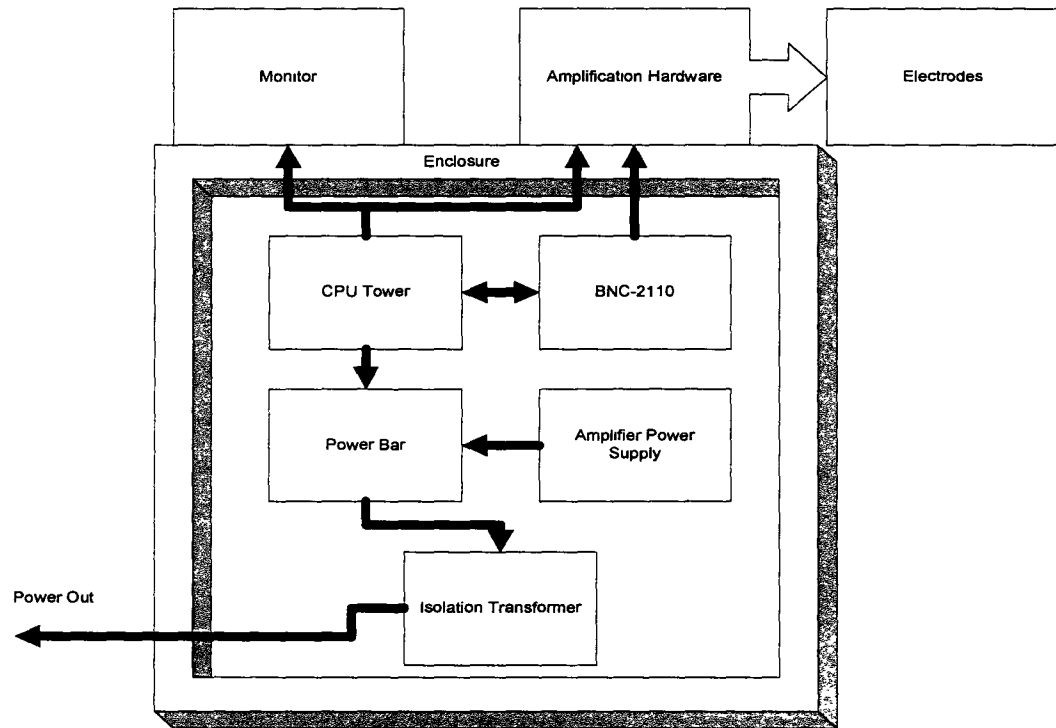 Monitor
Amplification Hardware
Electrodes
Enclosure
CPU Tower
BNC-2110
Power Bar
Amplifier Power
Supply
Power Out
Isolation Transformer